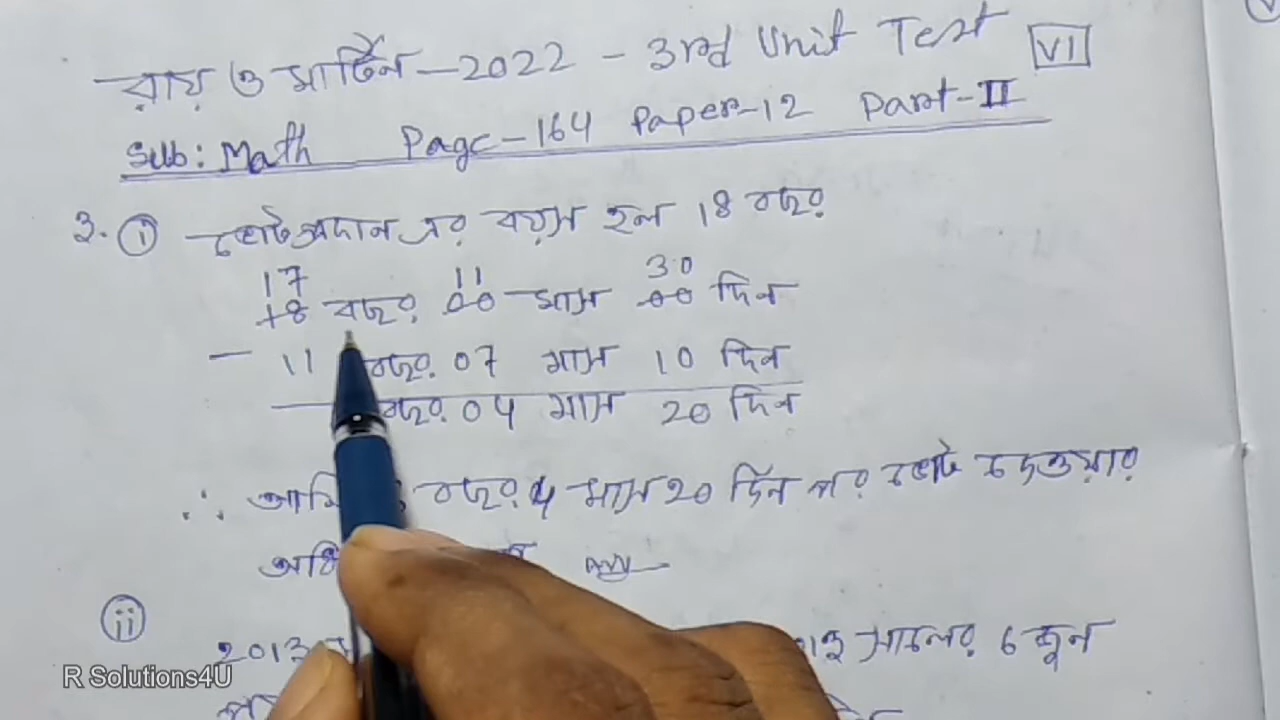 রায় ও মার্টিন - 2022 - 3rd Unit Test VI
Sub: Math Page-164 Paper-12 Part-II
3. i ভোটপ্রদান এর বয়স হল 18 বছর
17 11 30
18 বছর 00 মাস 00 দিন
- 11 বছর 07 মাস 10 দিন
বছর 04 মাস 20 দিন
∴ বছর 4 মাস 20 দিন পর ভোট দেওয়ার
ii
2013 সালের 6 জুন
R Solutions4U